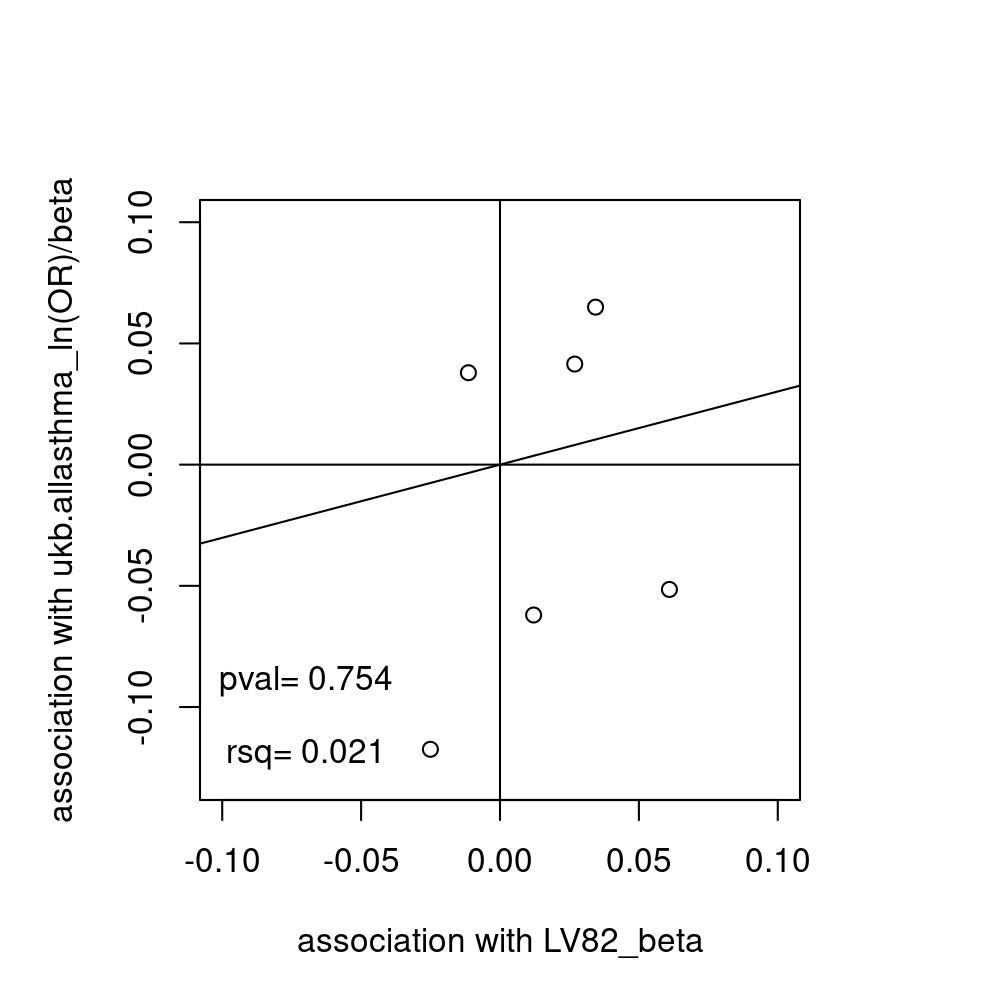 association with ukb.allasthma_ln(OR)/beta
0.10
0.05
0.00
-0.05
-0.10
pval= 0.754
rsq= 0.021
-0.10 -0.05 0.00 0.05 0.10
association with LV82_beta